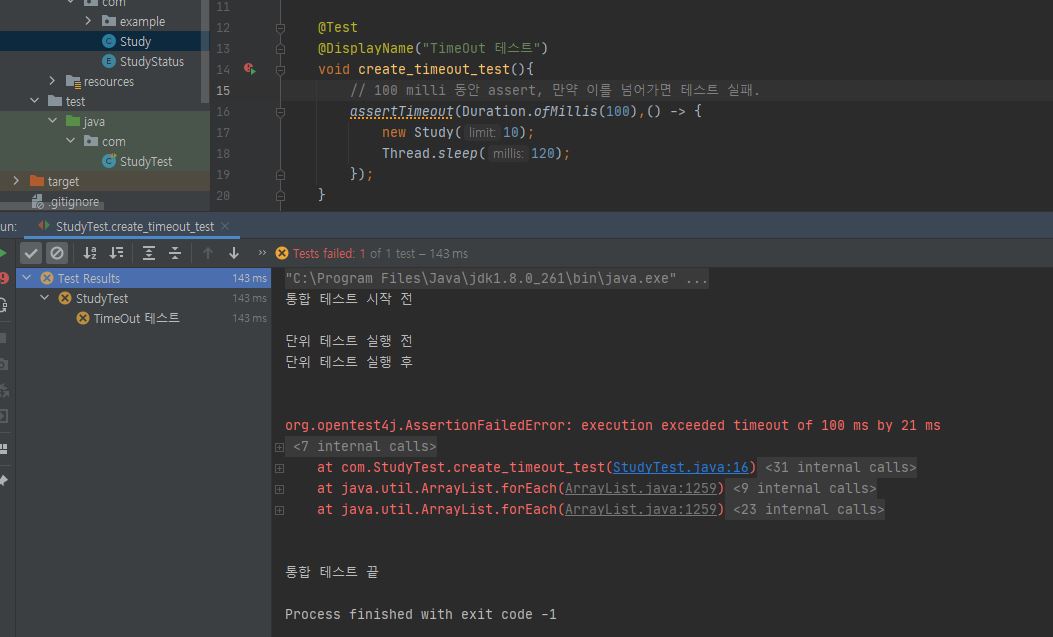 com
example
Study
StudyStatus
resources
test
java
com
StudyTest
target
.gitignore
11
12 @Test
13 @DisplayName("TimeOut 테스트")
14 void create_timeout_test(){
15 // 100 milli 동안 assert, 만약 이를 넘어가면 테스트 실패.
16 assertTimeout(Duration.ofMillis(100),() -> {
17 new Study( limit: 10);
18 Thread.sleep( millis: 120);
19 });
20 }
un: StudyTest.create_timeout_test ×
» Tests failed: 1 of 1 test – 143 ms
Test Results 143 ms
StudyTest 143 ms
TimeOut 테스트 143 ms
"C:\Program Files\Java\jdk1.8.0_261\bin\java.exe" ...
통합 테스트 시작 전
단위 테스트 실행 전
단위 테스트 실행 후
org.opentest4j.AssertionFailedError: execution exceeded timeout of 100 ms by 21 ms
<7 internal calls>
at com.StudyTest.create_timeout_test(StudyTest.java:16) <31 internal calls>
at java.util.ArrayList.forEach(ArrayList.java:1259) <9 internal calls>
at java.util.ArrayList.forEach(ArrayList.java:1259) <23 internal calls>
통합 테스트 끝
Process finished with exit code -1